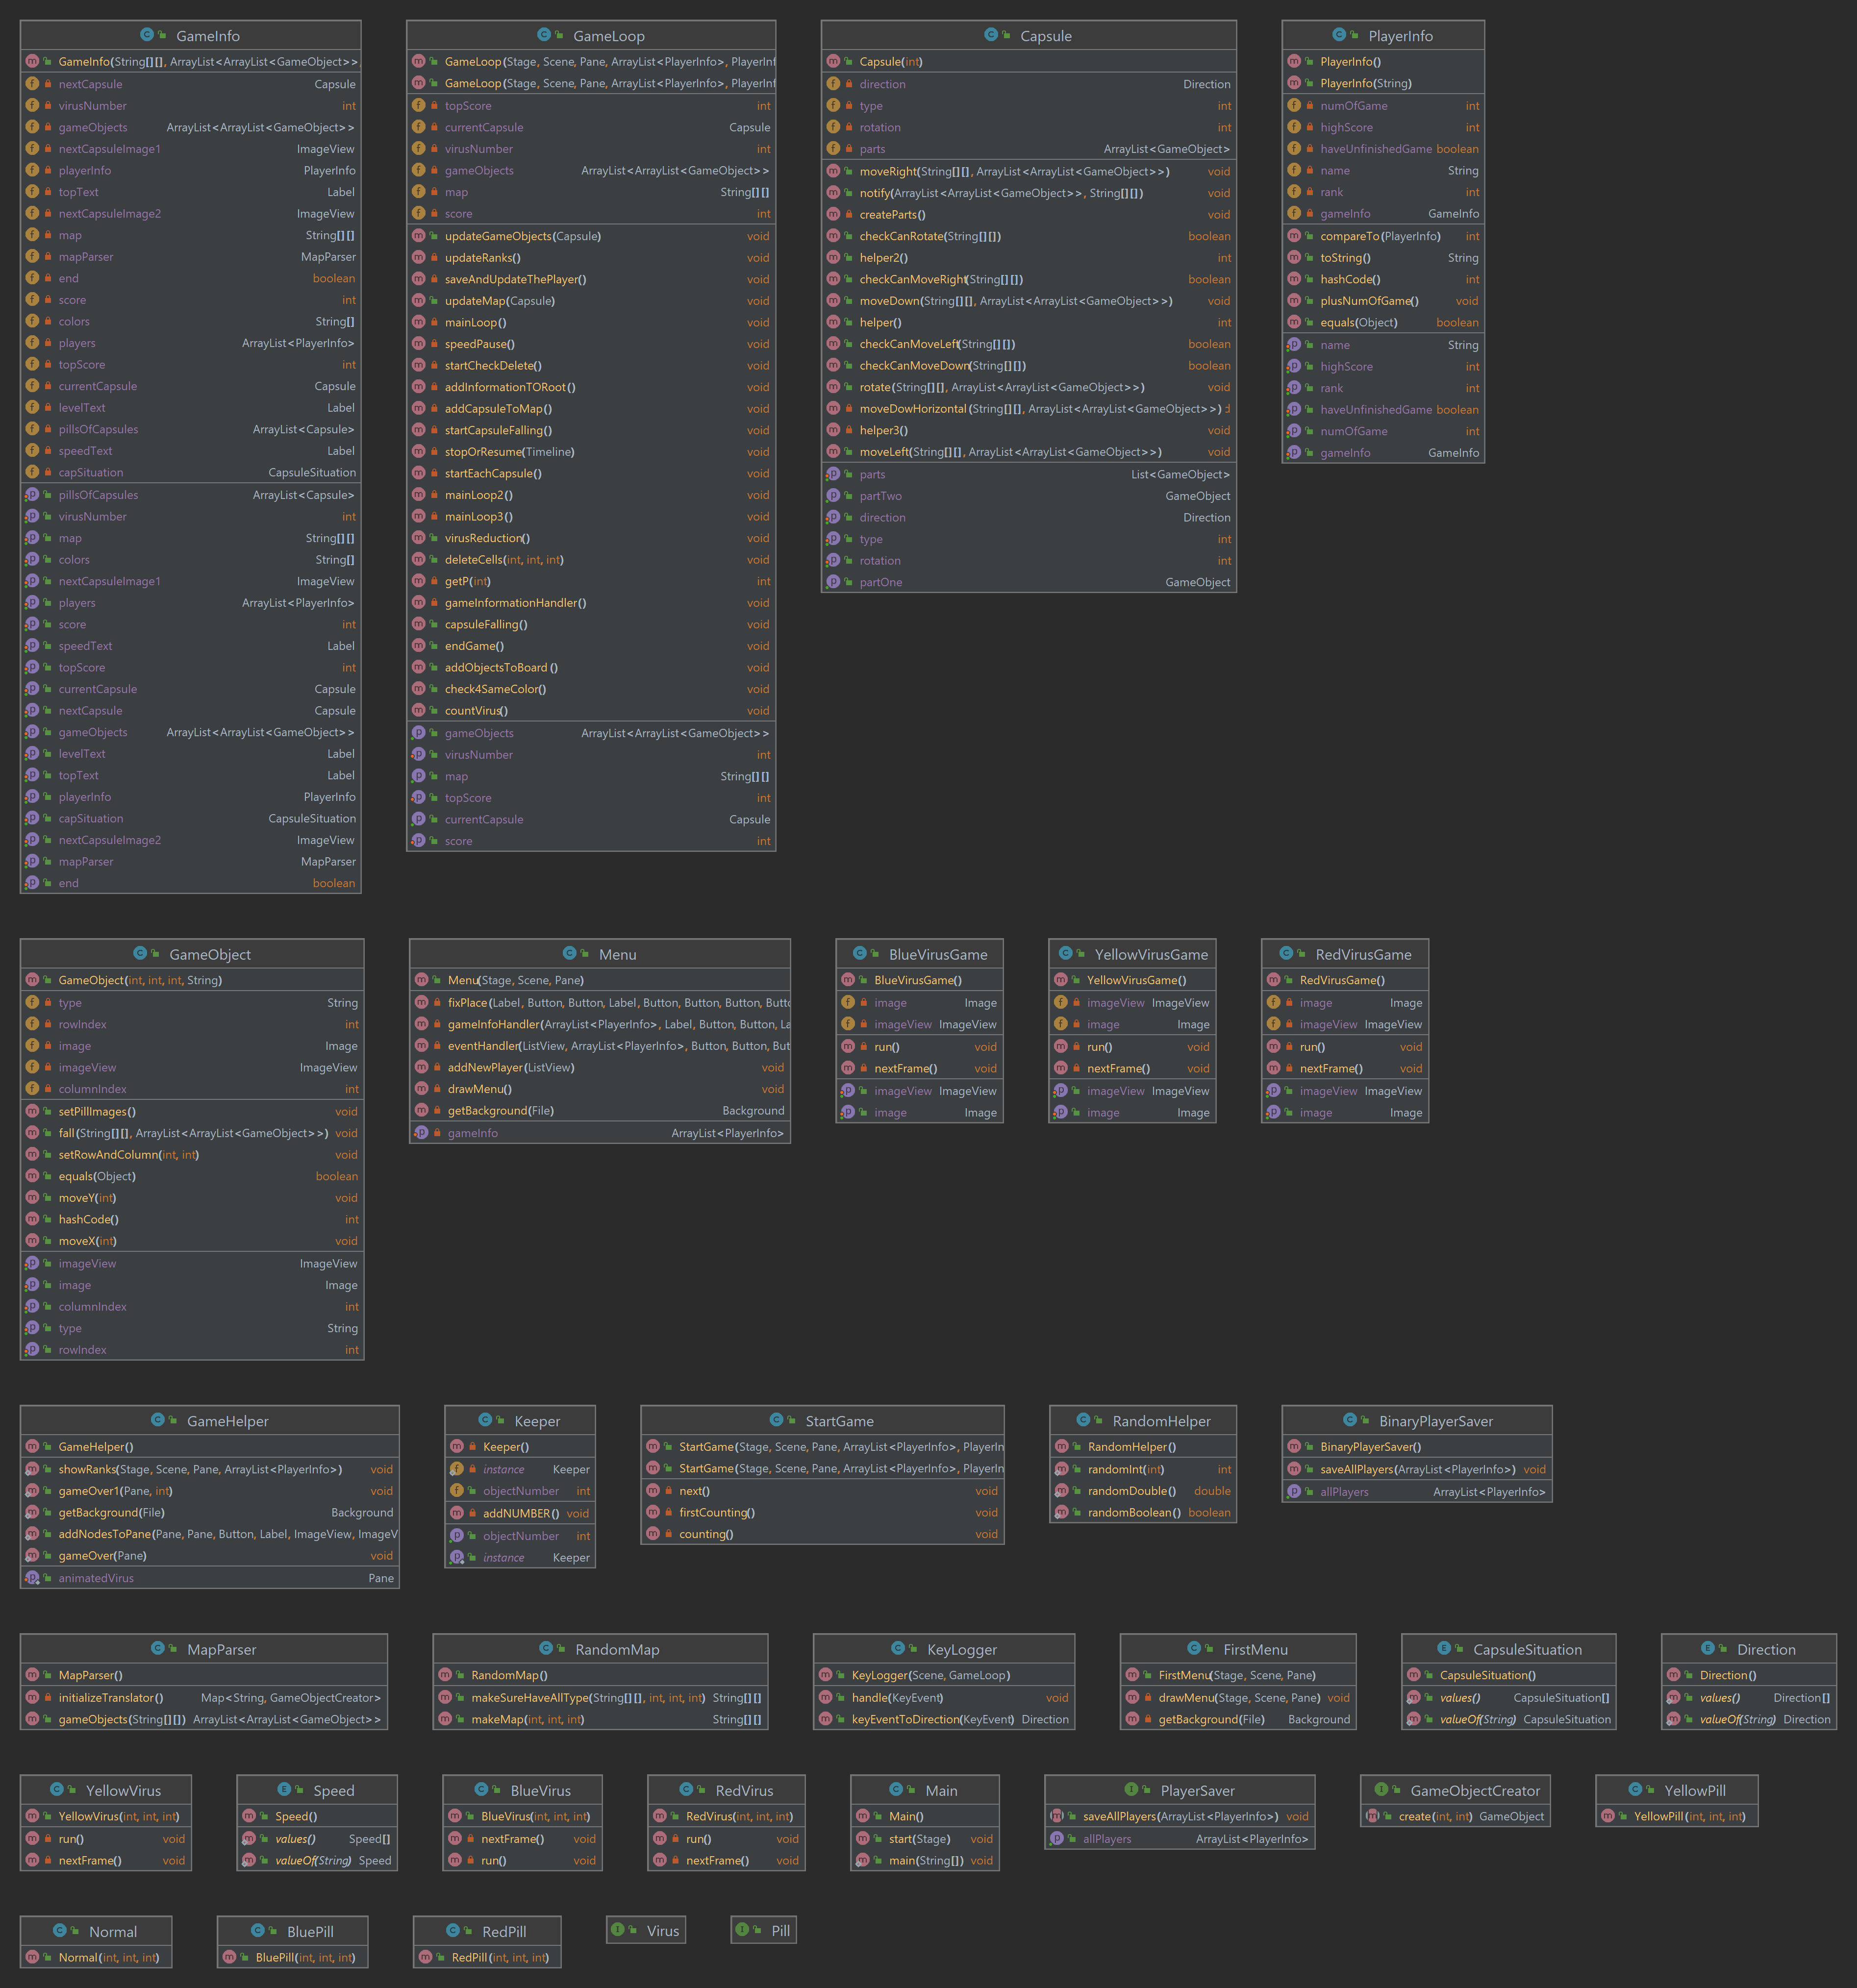 GameInfo
GameInfo(String[][], ArrayList<ArrayList<GameObject>>,
nextCapsule Capsule
virusNumber int
gameObjects ArrayList<ArrayList<GameObject>>
nextCapsuleImage1 ImageView
playerInfo PlayerInfo
topText Label
nextCapsuleImage2 ImageView
map String[][]
mapParser MapParser
end boolean
score int
colors String[]
players ArrayList<PlayerInfo>
topScore int
currentCapsule Capsule
levelText Label
pillsOfCapsules ArrayList<Capsule>
speedText Label
capSituation CapsuleSituation
pillsOfCapsules ArrayList<Capsule>
virusNumber int
map String[][]
colors String[]
nextCapsuleImage1 ImageView
players ArrayList<PlayerInfo>
score int
speedText Label
topScore int
currentCapsule Capsule
nextCapsule Capsule
gameObjects ArrayList<ArrayList<GameObject>>
levelText Label
topText Label
playerInfo PlayerInfo
capSituation CapsuleSituation
nextCapsuleImage2 ImageView
mapParser MapParser
end boolean
GameLoop
GameLoop(Stage, Scene, Pane, ArrayList<PlayerInfo>, PlayerInf
GameLoop(Stage, Scene, Pane, ArrayList<PlayerInfo>, PlayerInf
topScore int
currentCapsule Capsule
virusNumber int
gameObjects ArrayList<ArrayList<GameObject>>
map String[][]
score int
updateGameObjects(Capsule) void
updateRanks() void
saveAndUpdateThePlayer() void
updateMap(Capsule) void
mainLoop() void
speedPause() void
startCheckDelete() void
addInformationTORoot() void
addCapsuleToMap() void
startCapsuleFalling() void
stopOrResume(Timeline) void
startEachCapsule() void
mainLoop2() void
mainLoop3() void
virusReduction() void
deleteCells(int, int, int) void
getP(int) int
gameInformationHandler() void
capsuleFalling() void
endGame() void
addObjectsToBoard() void
check4SameColor() void
countVirus() void
gameObjects ArrayList<ArrayList<GameObject>>
virusNumber int
map String[][]
topScore int
currentCapsule Capsule
score int
Capsule
Capsule(int)
direction Direction
type int
rotation int
parts ArrayList<GameObject>
moveRight(String[][], ArrayList<ArrayList<GameObject>>) void
notify(ArrayList<ArrayList<GameObject>>, String[][]) void
createParts() void
checkCanRotate(String[][]) boolean
helper2() int
checkCanMoveRight(String[][]) boolean
moveDown(String[][], ArrayList<ArrayList<GameObject>>) void
helper() int
checkCanMoveLeft(String[][]) boolean
checkCanMoveDown(String[][]) boolean
rotate(String[][], ArrayList<ArrayList<GameObject>>) void
moveDowHorizontal(String[][], ArrayList<ArrayList<GameObject>>) d
helper3() void
moveLeft(String[][], ArrayList<ArrayList<GameObject>>) void
parts List<GameObject>
partTwo GameObject
direction Direction
type int
rotation int
partOne GameObject
PlayerInfo
PlayerInfo()
PlayerInfo(String)
numOfGame int
highScore int
haveUnfinishedGame boolean
name String
rank int
gameInfo GameInfo
compareTo(PlayerInfo) int
toString() String
hashCode() int
plusNumOfGame() void
equals(Object) boolean
name String
highScore int
rank int
haveUnfinishedGame boolean
numOfGame int
gameInfo GameInfo
GameObject
GameObject(int, int, int, String)
type String
rowIndex int
image Image
imageView ImageView
columnIndex int
setPillImages() void
fall(String[][], ArrayList<ArrayList<GameObject>>) void
setRowAndColumn(int, int) void
equals(Object) boolean
moveY(int) void
hashCode() int
moveX(int) void
imageView ImageView
image Image
columnIndex int
type String
rowIndex int
Menu
Menu(Stage, Scene, Pane)
fixPlace(Label, Button, Button, Label, Button, Button, Button, Butto
gameInfoHandler(ArrayList<PlayerInfo>, Label, Button, Button, La
eventHandler(ListView, ArrayList<PlayerInfo>, Button, Button, But
addNewPlayer(ListView) void
drawMenu() void
getBackground(File) Background
gameInfo ArrayList<PlayerInfo>
BlueVirusGame
BlueVirusGame()
image Image
imageView ImageView
run() void
nextFrame() void
imageView ImageView
image Image
YellowVirusGame
YellowVirusGame()
imageView ImageView
image Image
run() void
nextFrame() void
imageView ImageView
image Image
RedVirusGame
RedVirusGame()
image Image
imageView ImageView
run() void
nextFrame() void
imageView ImageView
image Image
GameHelper
GameHelper()
showRanks(Stage, Scene, Pane, ArrayList<PlayerInfo>) void
gameOver1(Pane, int) void
getBackground(File) Background
addNodesToPane(Pane, Pane, Button, Label, ImageView, ImageV
gameOver(Pane) void
animatedVirus Pane
Keeper
Keeper()
instance Keeper
objectNumber int
addNUMBER() void
objectNumber int
instance Keeper
StartGame
StartGame(Stage, Scene, Pane, ArrayList<PlayerInfo>, PlayerIn
StartGame(Stage, Scene, Pane, ArrayList<PlayerInfo>, PlayerIn
next() void
firstCounting() void
counting() void
RandomHelper
RandomHelper()
randomInt(int) int
randomDouble() double
randomBoolean() boolean
BinaryPlayerSaver
BinaryPlayerSaver()
saveAllPlayers(ArrayList<PlayerInfo>) void
allPlayers ArrayList<PlayerInfo>
MapParser
MapParser()
initializeTranslator() Map<String, GameObjectCreator>
gameObjects(String[][]) ArrayList<ArrayList<GameObject>>
RandomMap
RandomMap()
makeSureHaveAllType(String[][], int, int, int) String[][]
makeMap(int, int, int) String[][]
KeyLogger
KeyLogger(Scene, GameLoop)
handle(KeyEvent) void
keyEventToDirection(KeyEvent) Direction
FirstMenu
FirstMenu(Stage, Scene, Pane)
drawMenu(Stage, Scene, Pane) void
getBackground(File) Background
CapsuleSituation
CapsuleSituation()
values() CapsuleSituation[]
valueOf(String) CapsuleSituation
Direction
Direction()
values() Direction[]
valueOf(String) Direction
YellowVirus
YellowVirus(int, int, int)
run() void
nextFrame() void
Speed
Speed()
values() Speed[]
valueOf(String) Speed
BlueVirus
BlueVirus(int, int, int)
nextFrame() void
run() void
RedVirus
RedVirus(int, int, int)
run() void
nextFrame() void
Main
Main()
start(Stage) void
main(String[]) void
PlayerSaver
saveAllPlayers(ArrayList<PlayerInfo>) void
allPlayers ArrayList<PlayerInfo>
GameObjectCreator
create(int, int) GameObject
YellowPill
YellowPill(int, int, int)
Normal
Normal(int, int, int)
BluePill
BluePill(int, int, int)
RedPill
RedPill(int, int, int)
Virus
Pill